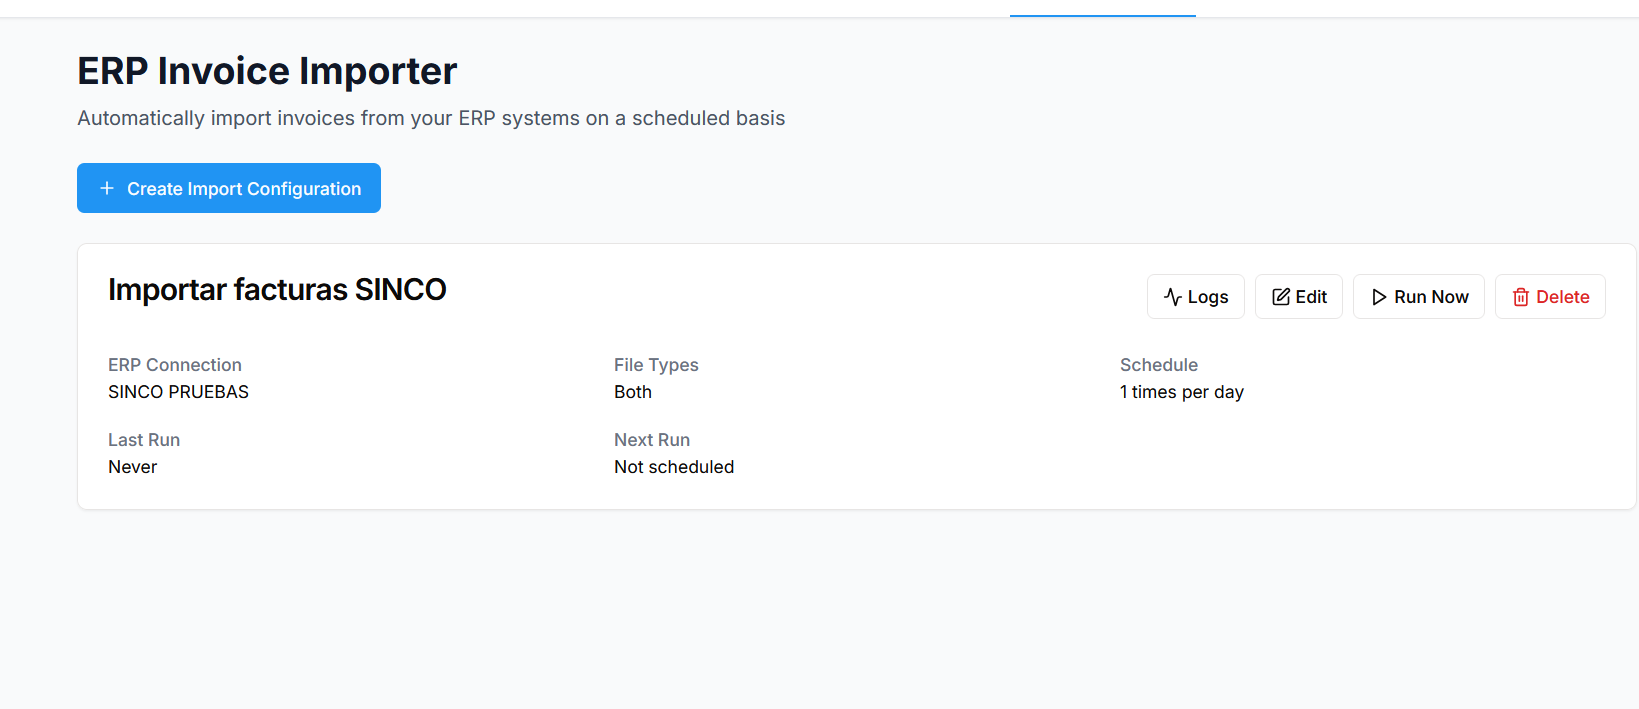 ERP Invoice Importer
Automatically import invoices from your ERP systems on a scheduled basis
+ Create Import Configuration
Importar facturas SINCO
Logs Edit Run Now Delete
ERP Connection File Types Schedule
SINCO PRUEBAS Both 1 times per day
Last Run Next Run
Never Not scheduled